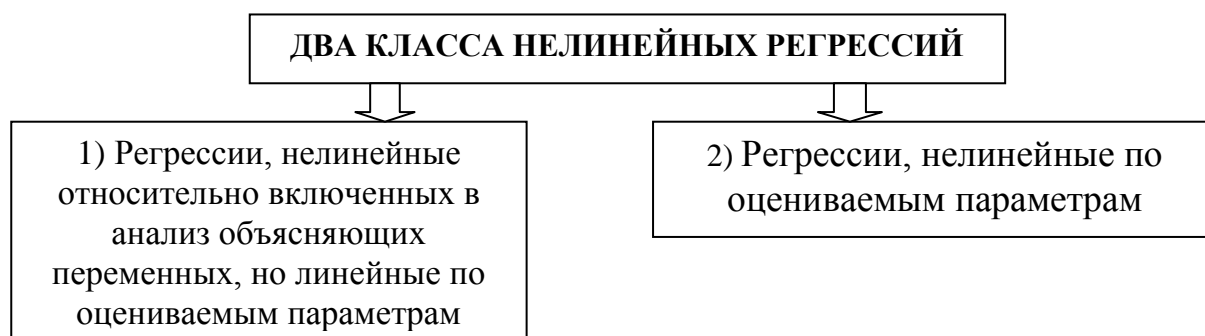 ДВА КЛАССА НЕЛИНЕЙНЫХ РЕГРЕССИЙ
1) Регрессии, нелинейные
относительно включенных в
анализ объясняющих
переменных, но линейные по
оцениваемым параметрам
2) Регрессии, нелинейные по
оцениваемым параметрам